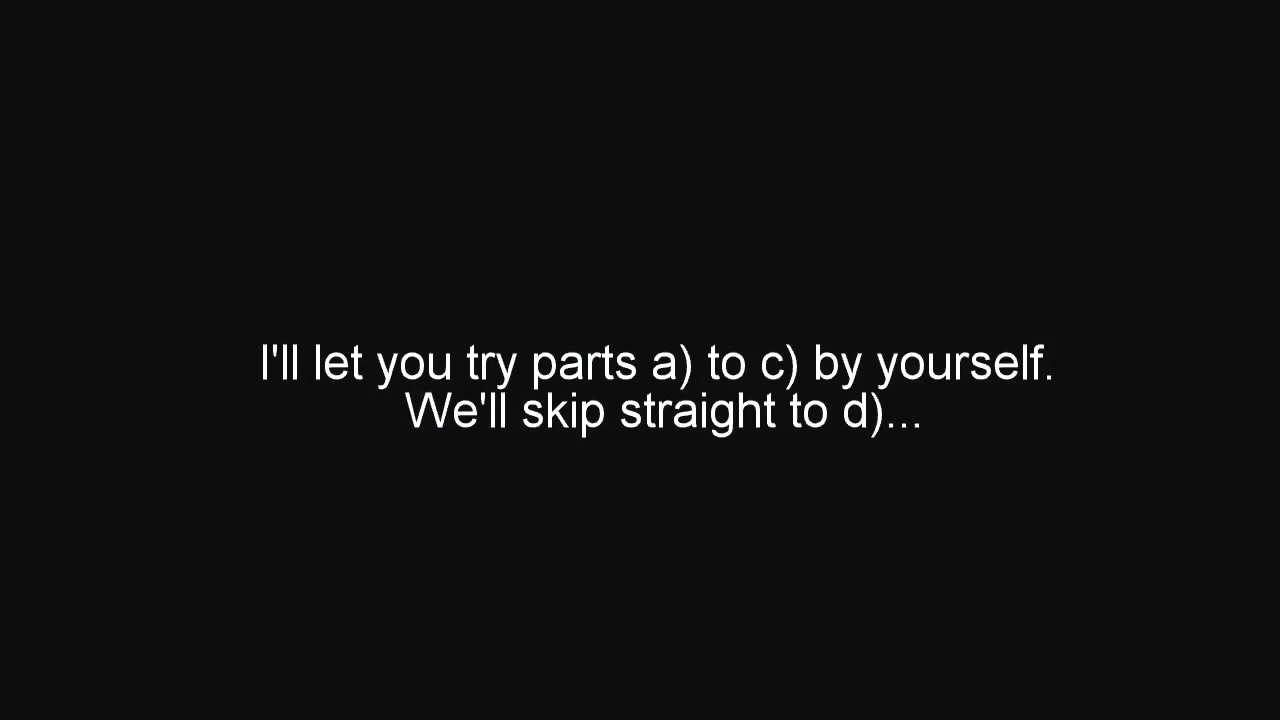 I'll let you try parts a) to c) by yourself.
We'll skip straight to d)...